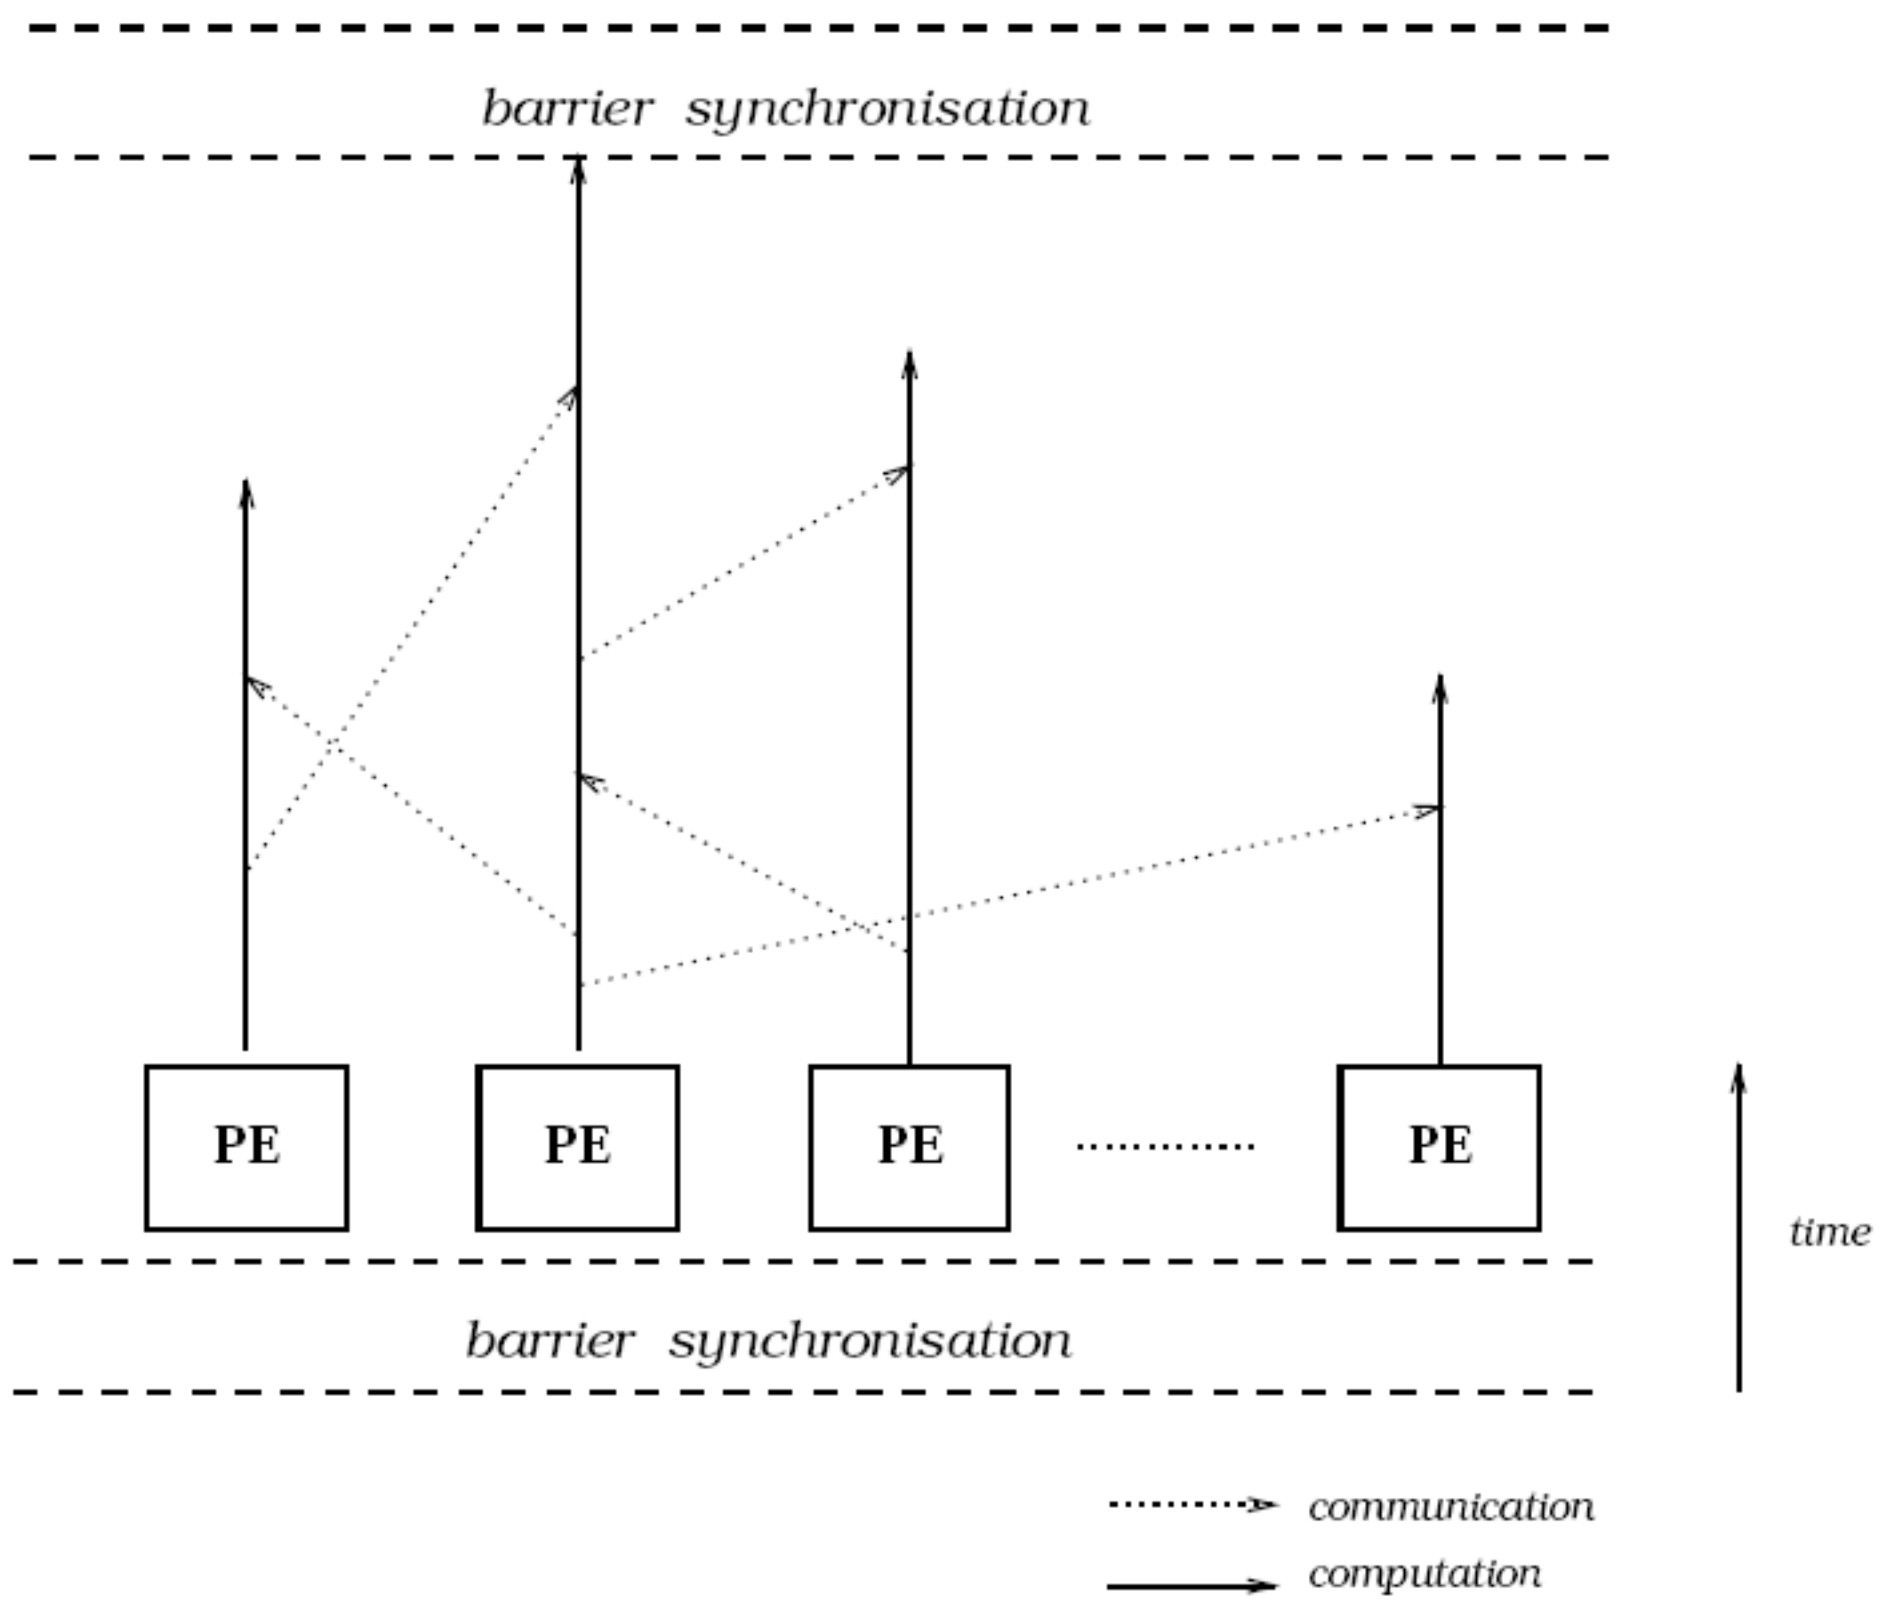 barrier synchronisation
PE PE PE PE
time
barrier synchronisation
communication
computation